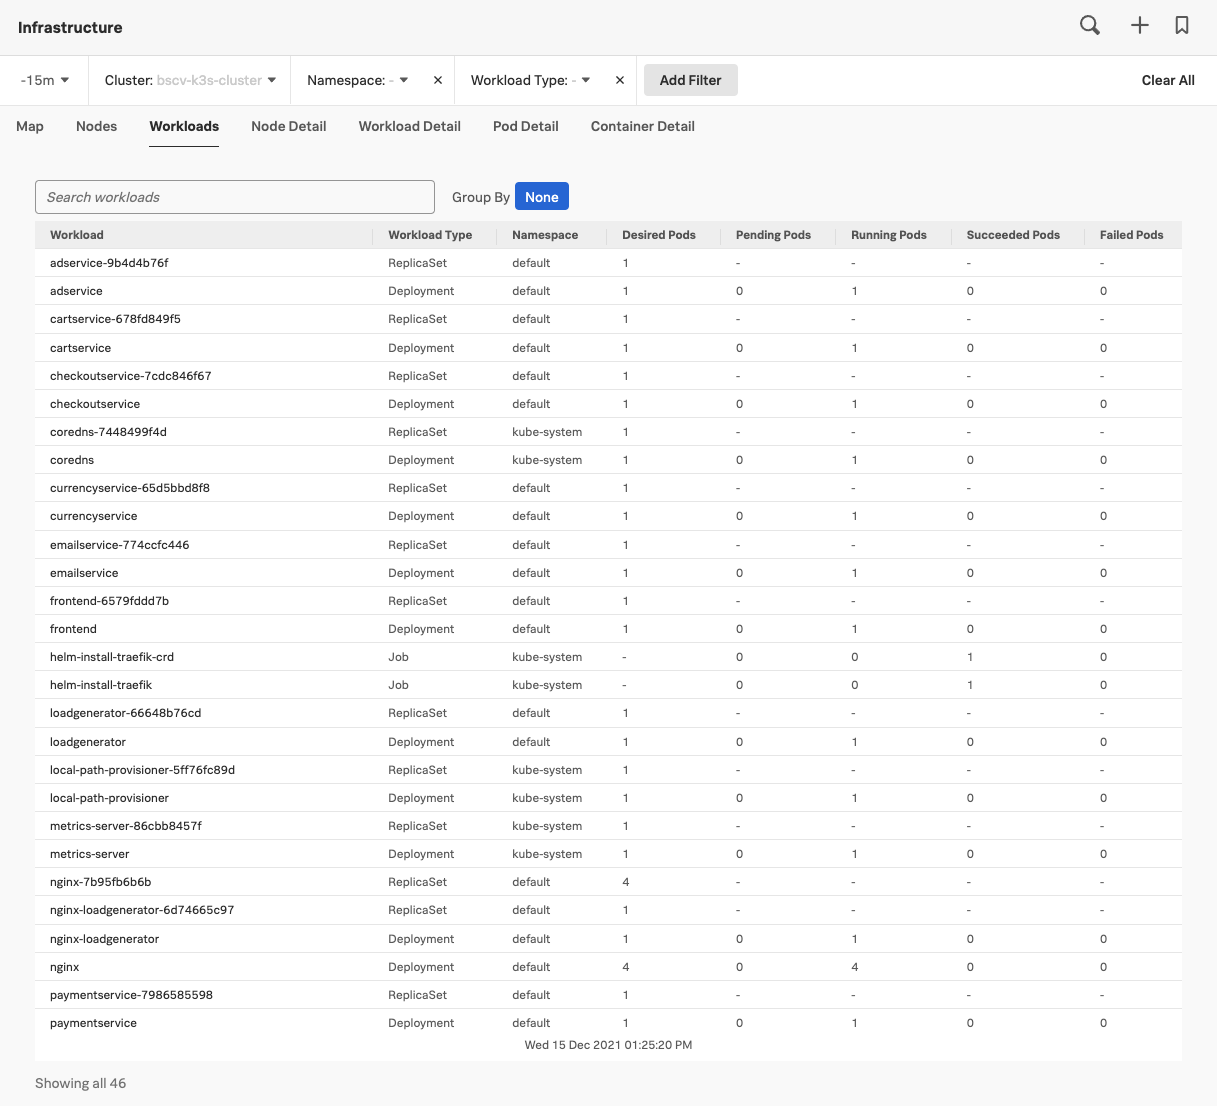 Infrastructure
-15m Cluster: bscv-k3s-cluster Namespace: - × Workload Type: - × Add Filter Clear All
Map Nodes Workloads Node Detail Workload Detail Pod Detail Container Detail
Search workloads Group By None
Workload Workload Type Namespace Desired Pods Pending Pods Running Pods Succeeded Pods Failed Pods
adservice-9b4d4b76f ReplicaSet default 1 - - - -
adservice Deployment default 1 0 1 0 0
cartservice-678fd849f5 ReplicaSet default 1 - - - -
cartservice Deployment default 1 0 1 0 0
checkoutservice-7cdc846f67 ReplicaSet default 1 - - - -
checkoutservice Deployment default 1 0 1 0 0
coredns-7448499f4d ReplicaSet kube-system 1 - - - -
coredns Deployment kube-system 1 0 1 0 0
currencyservice-65d5bbd8f8 ReplicaSet default 1 - - - -
currencyservice Deployment default 1 0 1 0 0
emailservice-774ccfc446 ReplicaSet default 1 - - - -
emailservice Deployment default 1 0 1 0 0
frontend-6579fddd7b ReplicaSet default 1 - - - -
frontend Deployment default 1 0 1 0 0
helm-install-traefik-crd Job kube-system - 0 0 1 0
helm-install-traefik Job kube-system - 0 0 1 0
loadgenerator-66648b76cd ReplicaSet default 1 - - - -
loadgenerator Deployment default 1 0 1 0 0
local-path-provisioner-5ff76fc89d ReplicaSet kube-system 1 - - - -
local-path-provisioner Deployment kube-system 1 0 1 0 0
metrics-server-86cbb8457f ReplicaSet kube-system 1 - - - -
metrics-server Deployment kube-system 1 0 1 0 0
nginx-7b95fb6b6b ReplicaSet default 4 - - - -
nginx-loadgenerator-6d74665c97 ReplicaSet default 1 - - - -
nginx-loadgenerator Deployment default 1 0 1 0 0
nginx Deployment default 4 0 4 0 0
paymentservice-7986585598 ReplicaSet default 1 - - - -
paymentservice Deployment default 1 0 1 0 0
Wed 15 Dec 2021 01:25:20 PM
Showing all 46